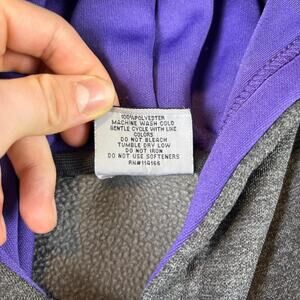 100% POLYESTER
MACHINE WASH COLD
GENTLE CYCLE WITH LIKE
COLORS
DO NOT BLEACH
TUMBLE DRY LOW
DO NOT IRON
DO NOT USE SOFTENERS
RN#114166